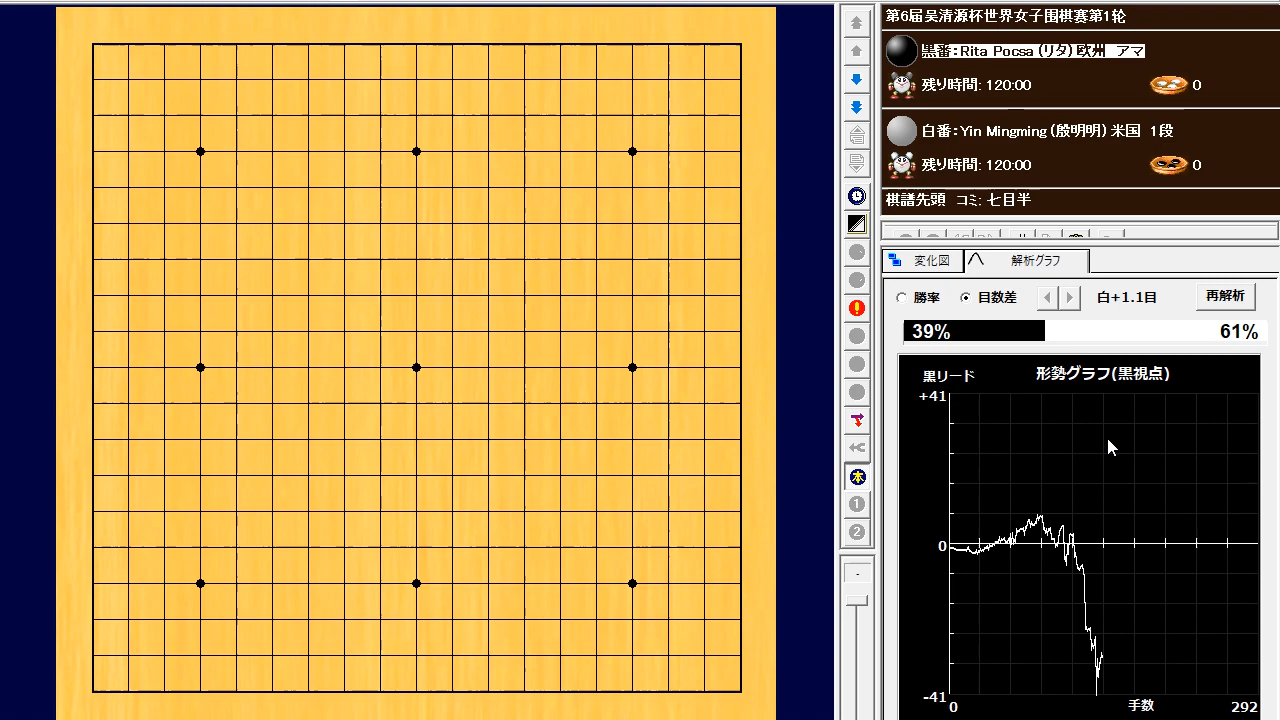 第6届吴清源杯世界女子围棋赛第1轮
黒番:Rita Pocsa (リタ) 欧州 アマ
残り時間: 120:00 0
白番:Yin Mingming (殷明明) 米国 1段
残り時間: 120:00 0
棋譜先頭 コミ: 七目半
変化図 解析グラフ
勝率 目数差 白+1.1目 再解析
39% 61%
黒リード 形勢グラフ(黒視点)
+41
0
-41
0 手数 292
1
2
-